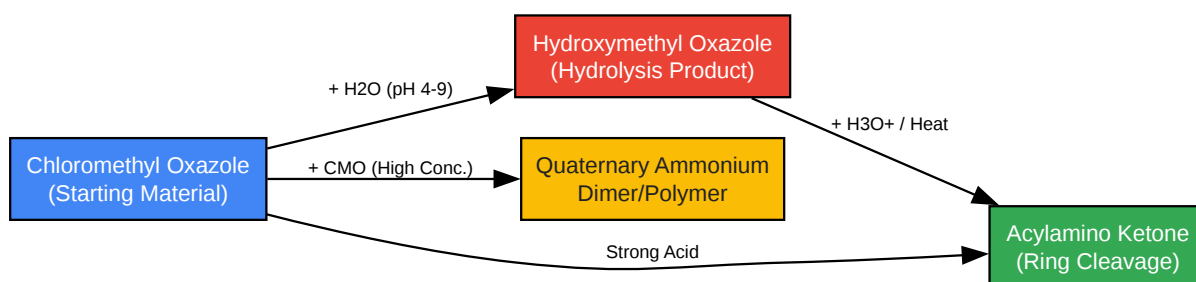 Hydroxymethyl Oxazole
(Hydrolysis Product)
+ H2O (pH 4-9)
+ H3O+ / Heat
Chloromethyl Oxazole
(Starting Material)
+ CMO (High Conc.)
Quaternary Ammonium
Dimer/Polymer
Strong Acid
Acylamino Ketone
(Ring Cleavage)